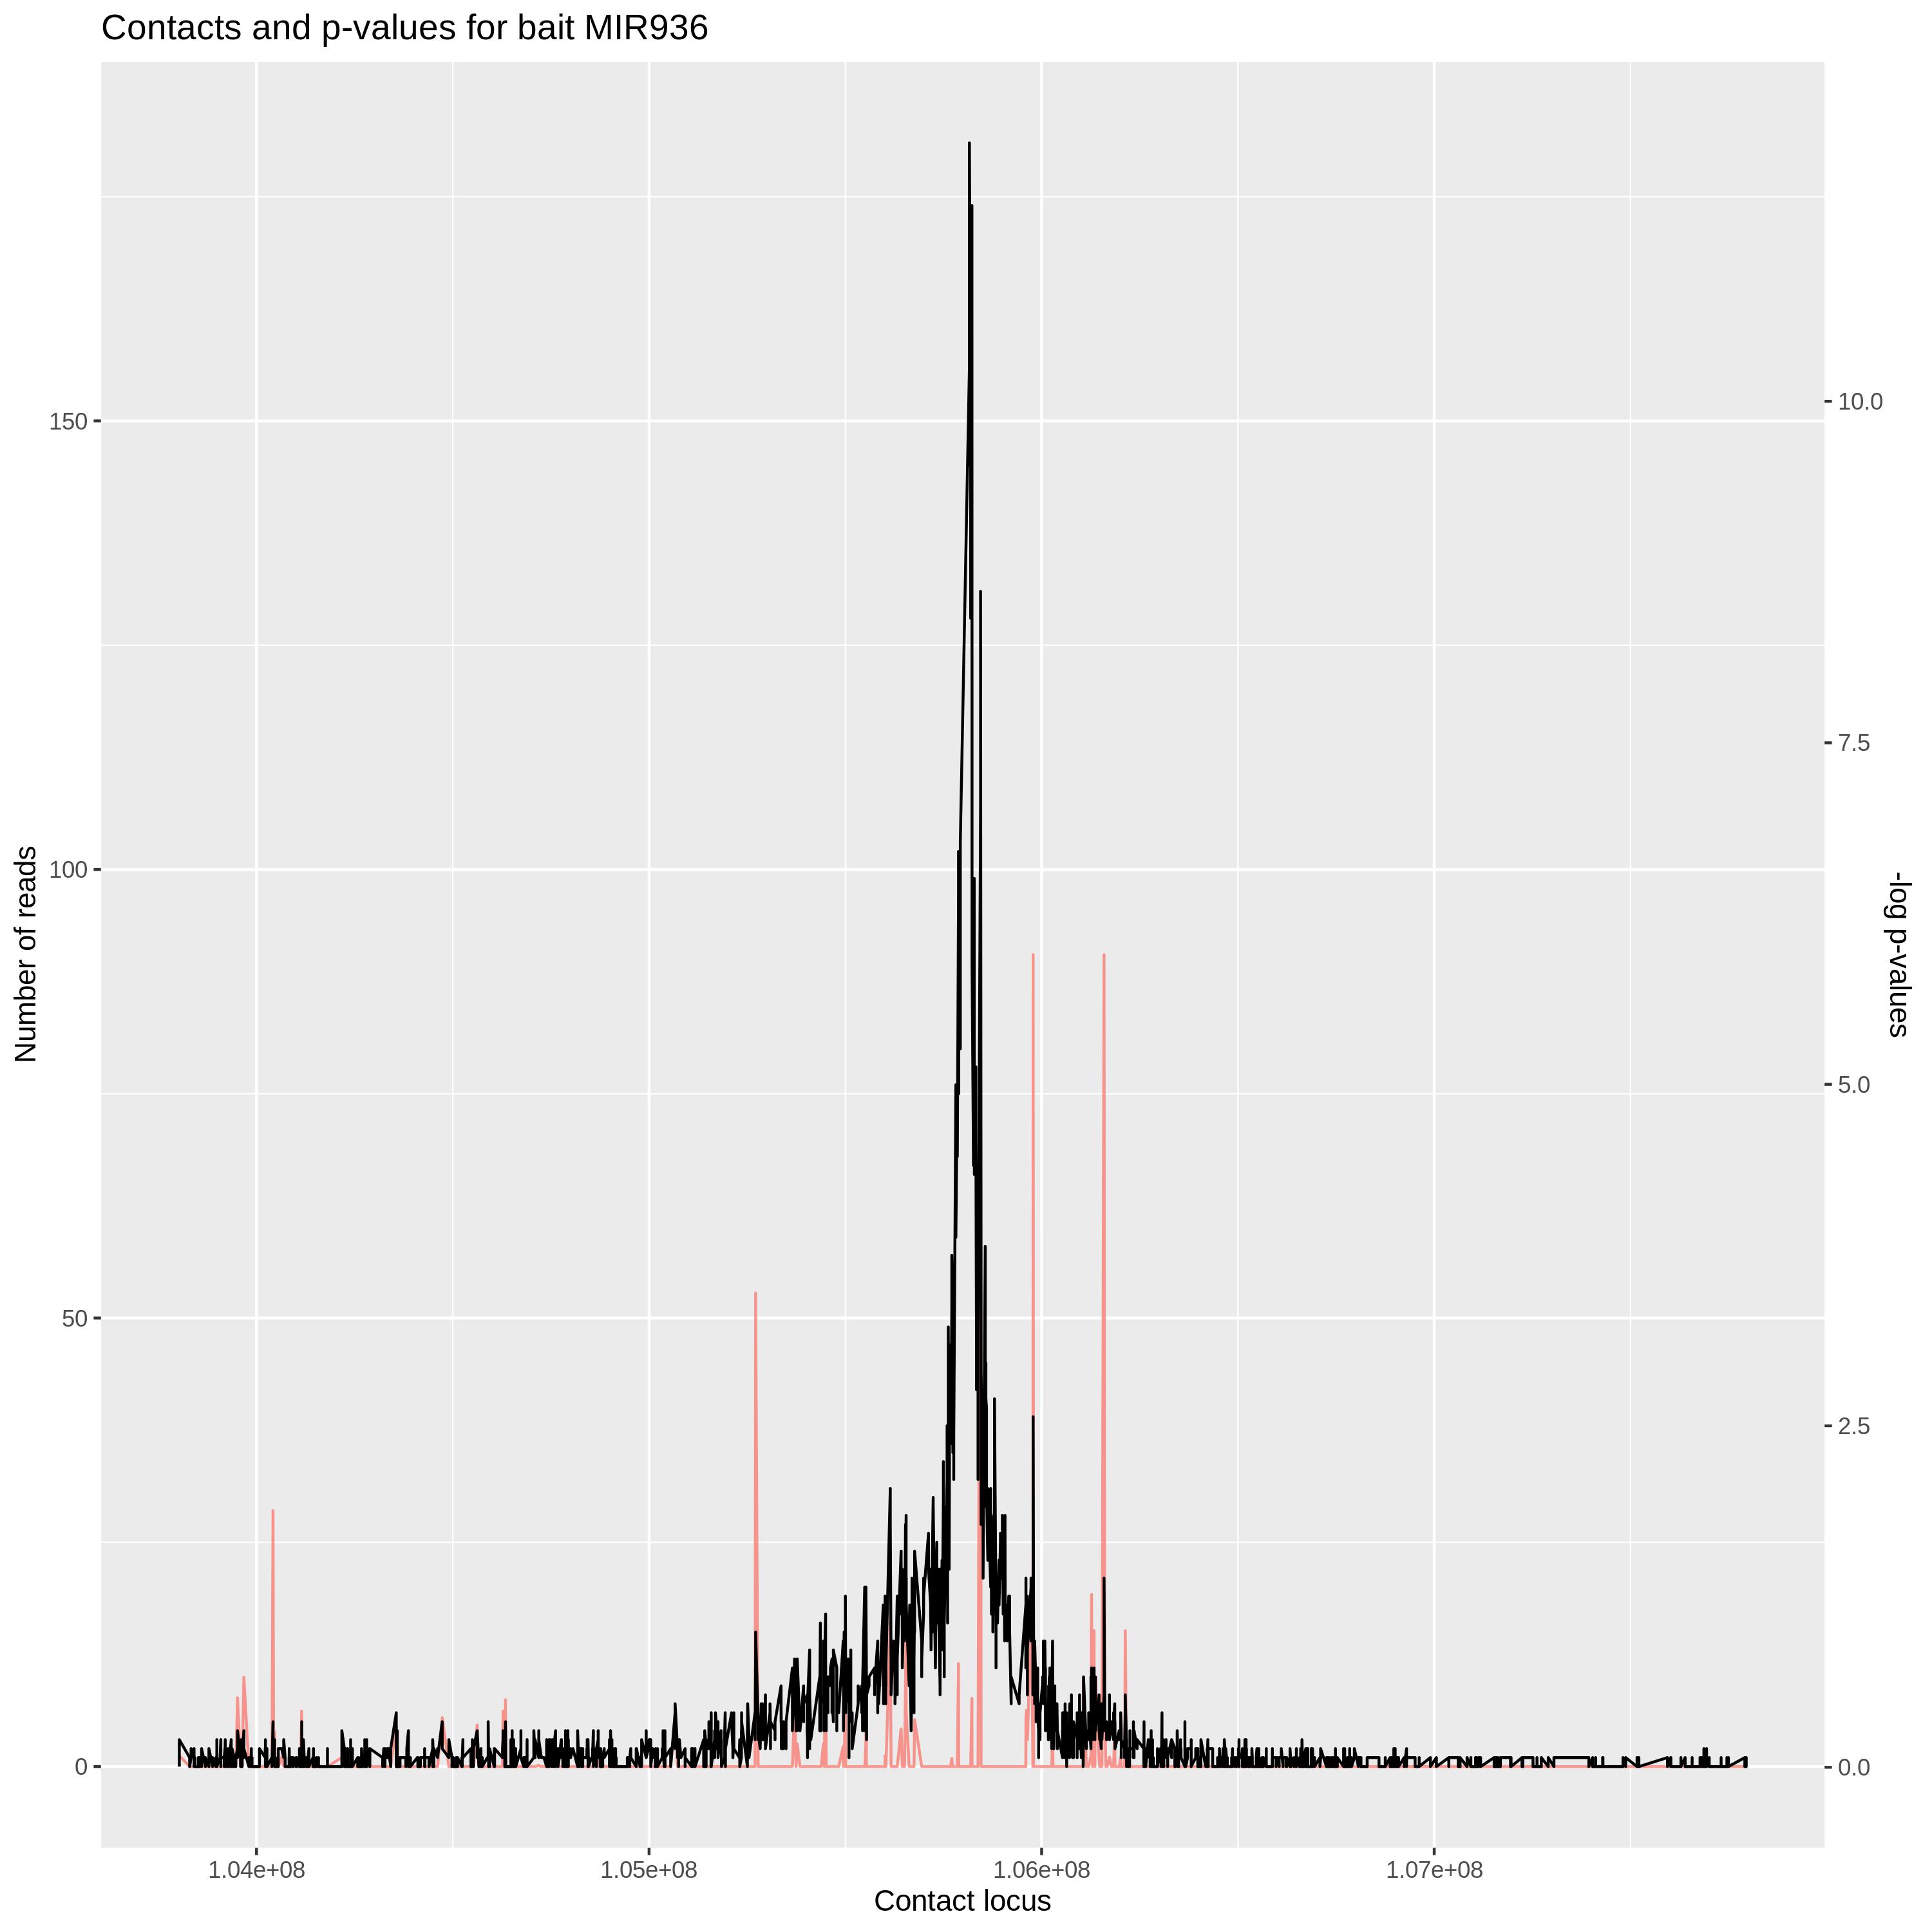 Contacts and p-values for bait MIR936
150
100
50
0
Number of reads
10.0
7.5
5.0
2.5
0.0
-log p-values
1.04e+08
1.05e+08
1.06e+08
1.07e+08
Contact locus